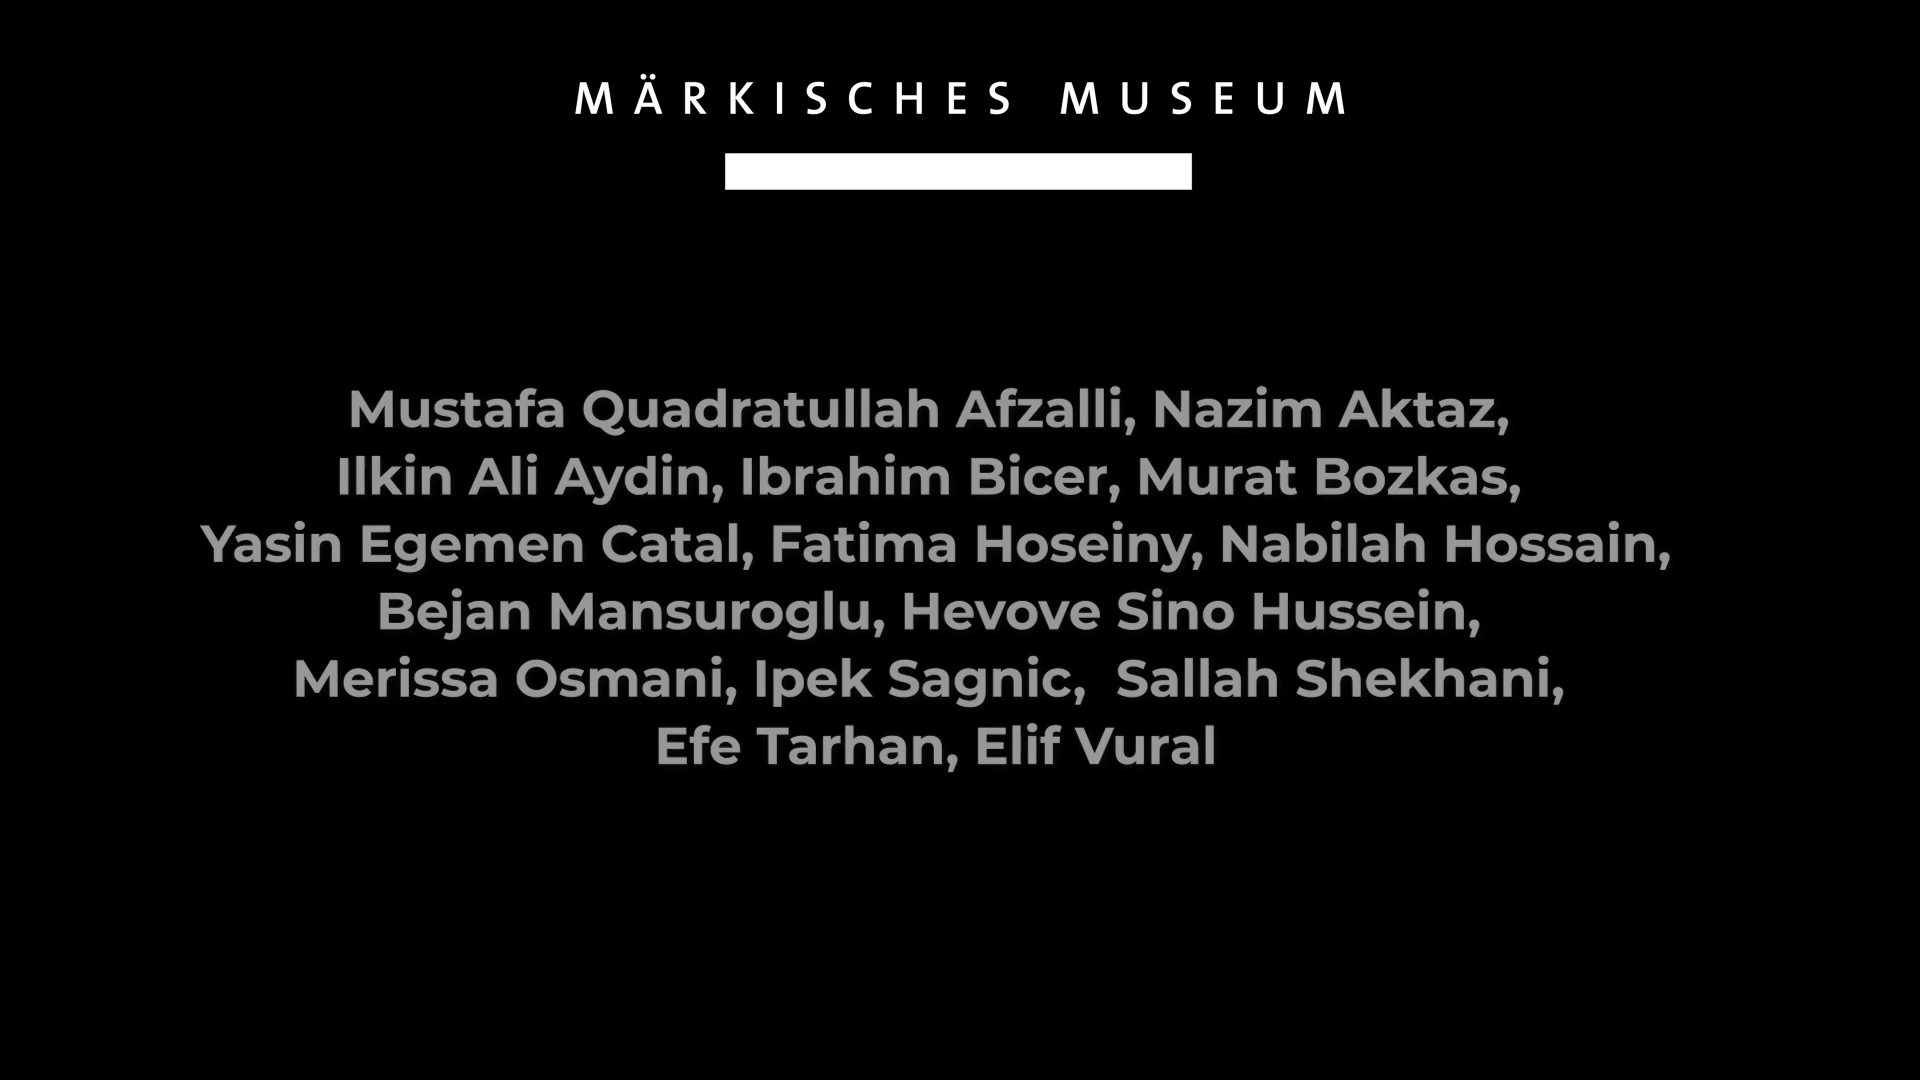 MÄRKISCHES MUSEUM
Mustafa Quadratullah Afzalli, Nazim Aktaz,
Ilkin Ali Aydin, Ibrahim Bicer, Murat Bozkas,
Yasin Egemen Catal, Fatima Hoseiny, Nabilah Hossain,
Bejan Mansuroglu, Hevove Sino Hussein,
Merissa Osmani, Ipek Sagnic,  Sallah Shekhani,
Efe Tarhan, Elif Vural